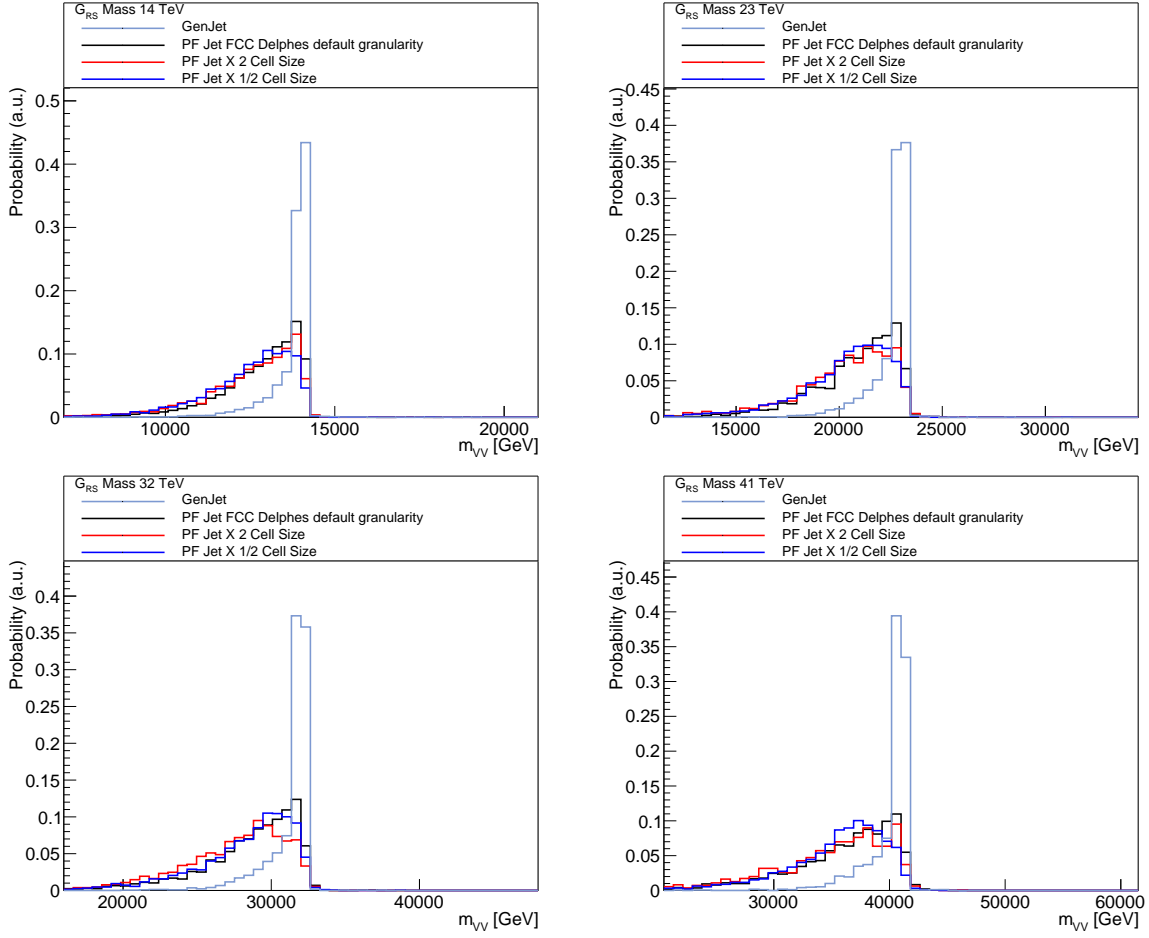 G_RS Mass 14 TeV
GenJet
PF Jet FCC Delphes default granularity
PF Jet X 2 Cell Size
PF Jet X 1/2 Cell Size
Probability (a.u.)
0.5
0.4
0.3
0.2
0.1
0
10000 15000 20000
m_VV [GeV]
G_RS Mass 23 TeV
GenJet
PF Jet FCC Delphes default granularity
PF Jet X 2 Cell Size
PF Jet X 1/2 Cell Size
Probability (a.u.)
0.45
0.4
0.35
0.3
0.25
0.2
0.15
0.1
0.05
0
15000 20000 25000 30000
m_VV [GeV]
G_RS Mass 32 TeV
GenJet
PF Jet FCC Delphes default granularity
PF Jet X 2 Cell Size
PF Jet X 1/2 Cell Size
Probability (a.u.)
0.4
0.35
0.3
0.25
0.2
0.15
0.1
0.05
0
20000 30000 40000
m_VV [GeV]
G_RS Mass 41 TeV
GenJet
PF Jet FCC Delphes default granularity
PF Jet X 2 Cell Size
PF Jet X 1/2 Cell Size
Probability (a.u.)
0.45
0.4
0.35
0.3
0.25
0.2
0.15
0.1
0.05
0
30000 40000 50000 60000
m_VV [GeV]